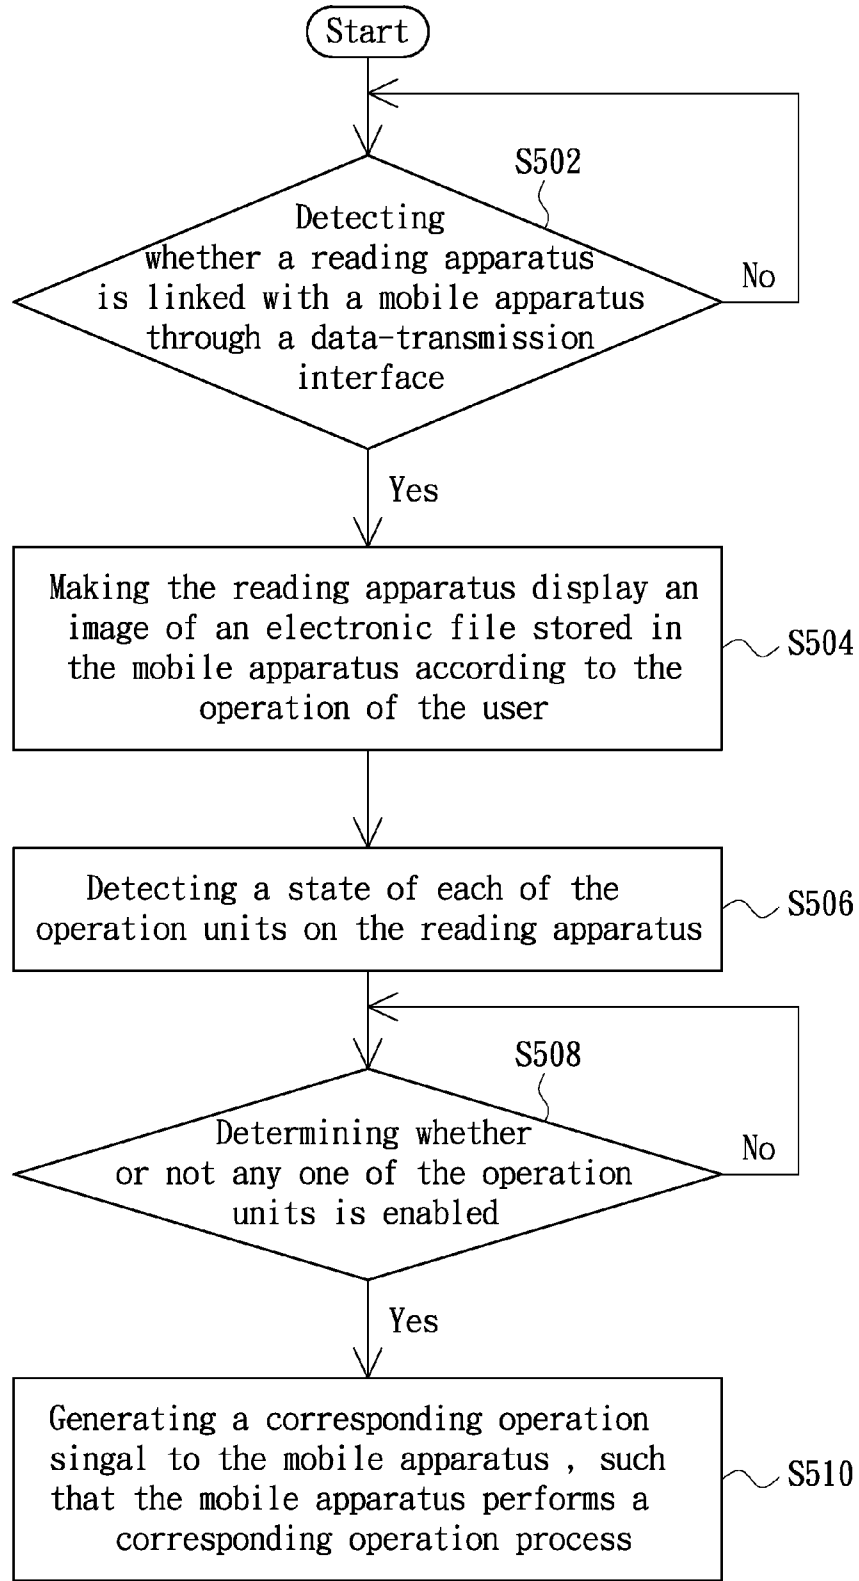 Start
S502
Detecting
whether a reading apparatus
is linked with a mobile apparatus
through a data-transmission
interface
No
Yes
Making the reading apparatus display an
image of an electronic file stored in
the mobile apparatus according to the
operation of the user
S504
Detecting a state of each of the
operation units on the reading apparatus
S506
S508
Determining whether
or not any one of the operation
units is enabled
No
Yes
Generating a corresponding operation
singal to the mobile apparatus , such
that the mobile apparatus performs a
corresponding operation process
S510